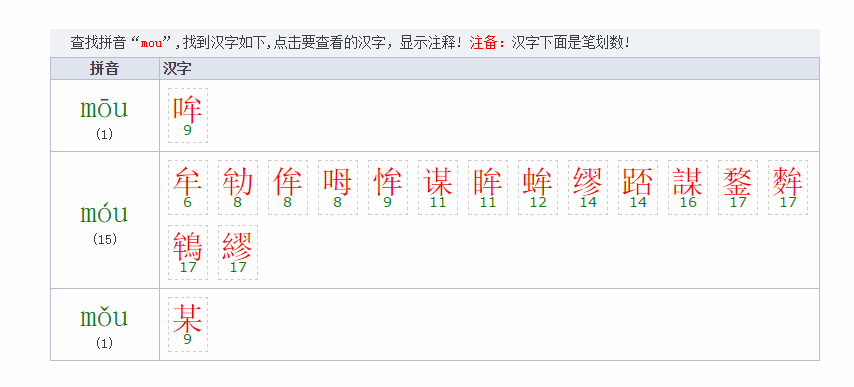 查找拼音“mou”,找到汉字如下,点击要查看的汉字，显示注释! 注备：汉字下面是笔划数!
拼音 汉字
mōu
(1)
哞
9
móu
(15)
牟 劺 侔 呣 恈 谋 眸 蛑 缪 踎 謀 鍪 麰
6 8 8 8 9 11 11 12 14 14 16 17 17
鴾 繆
17 17
mǒu
(1)
某
9